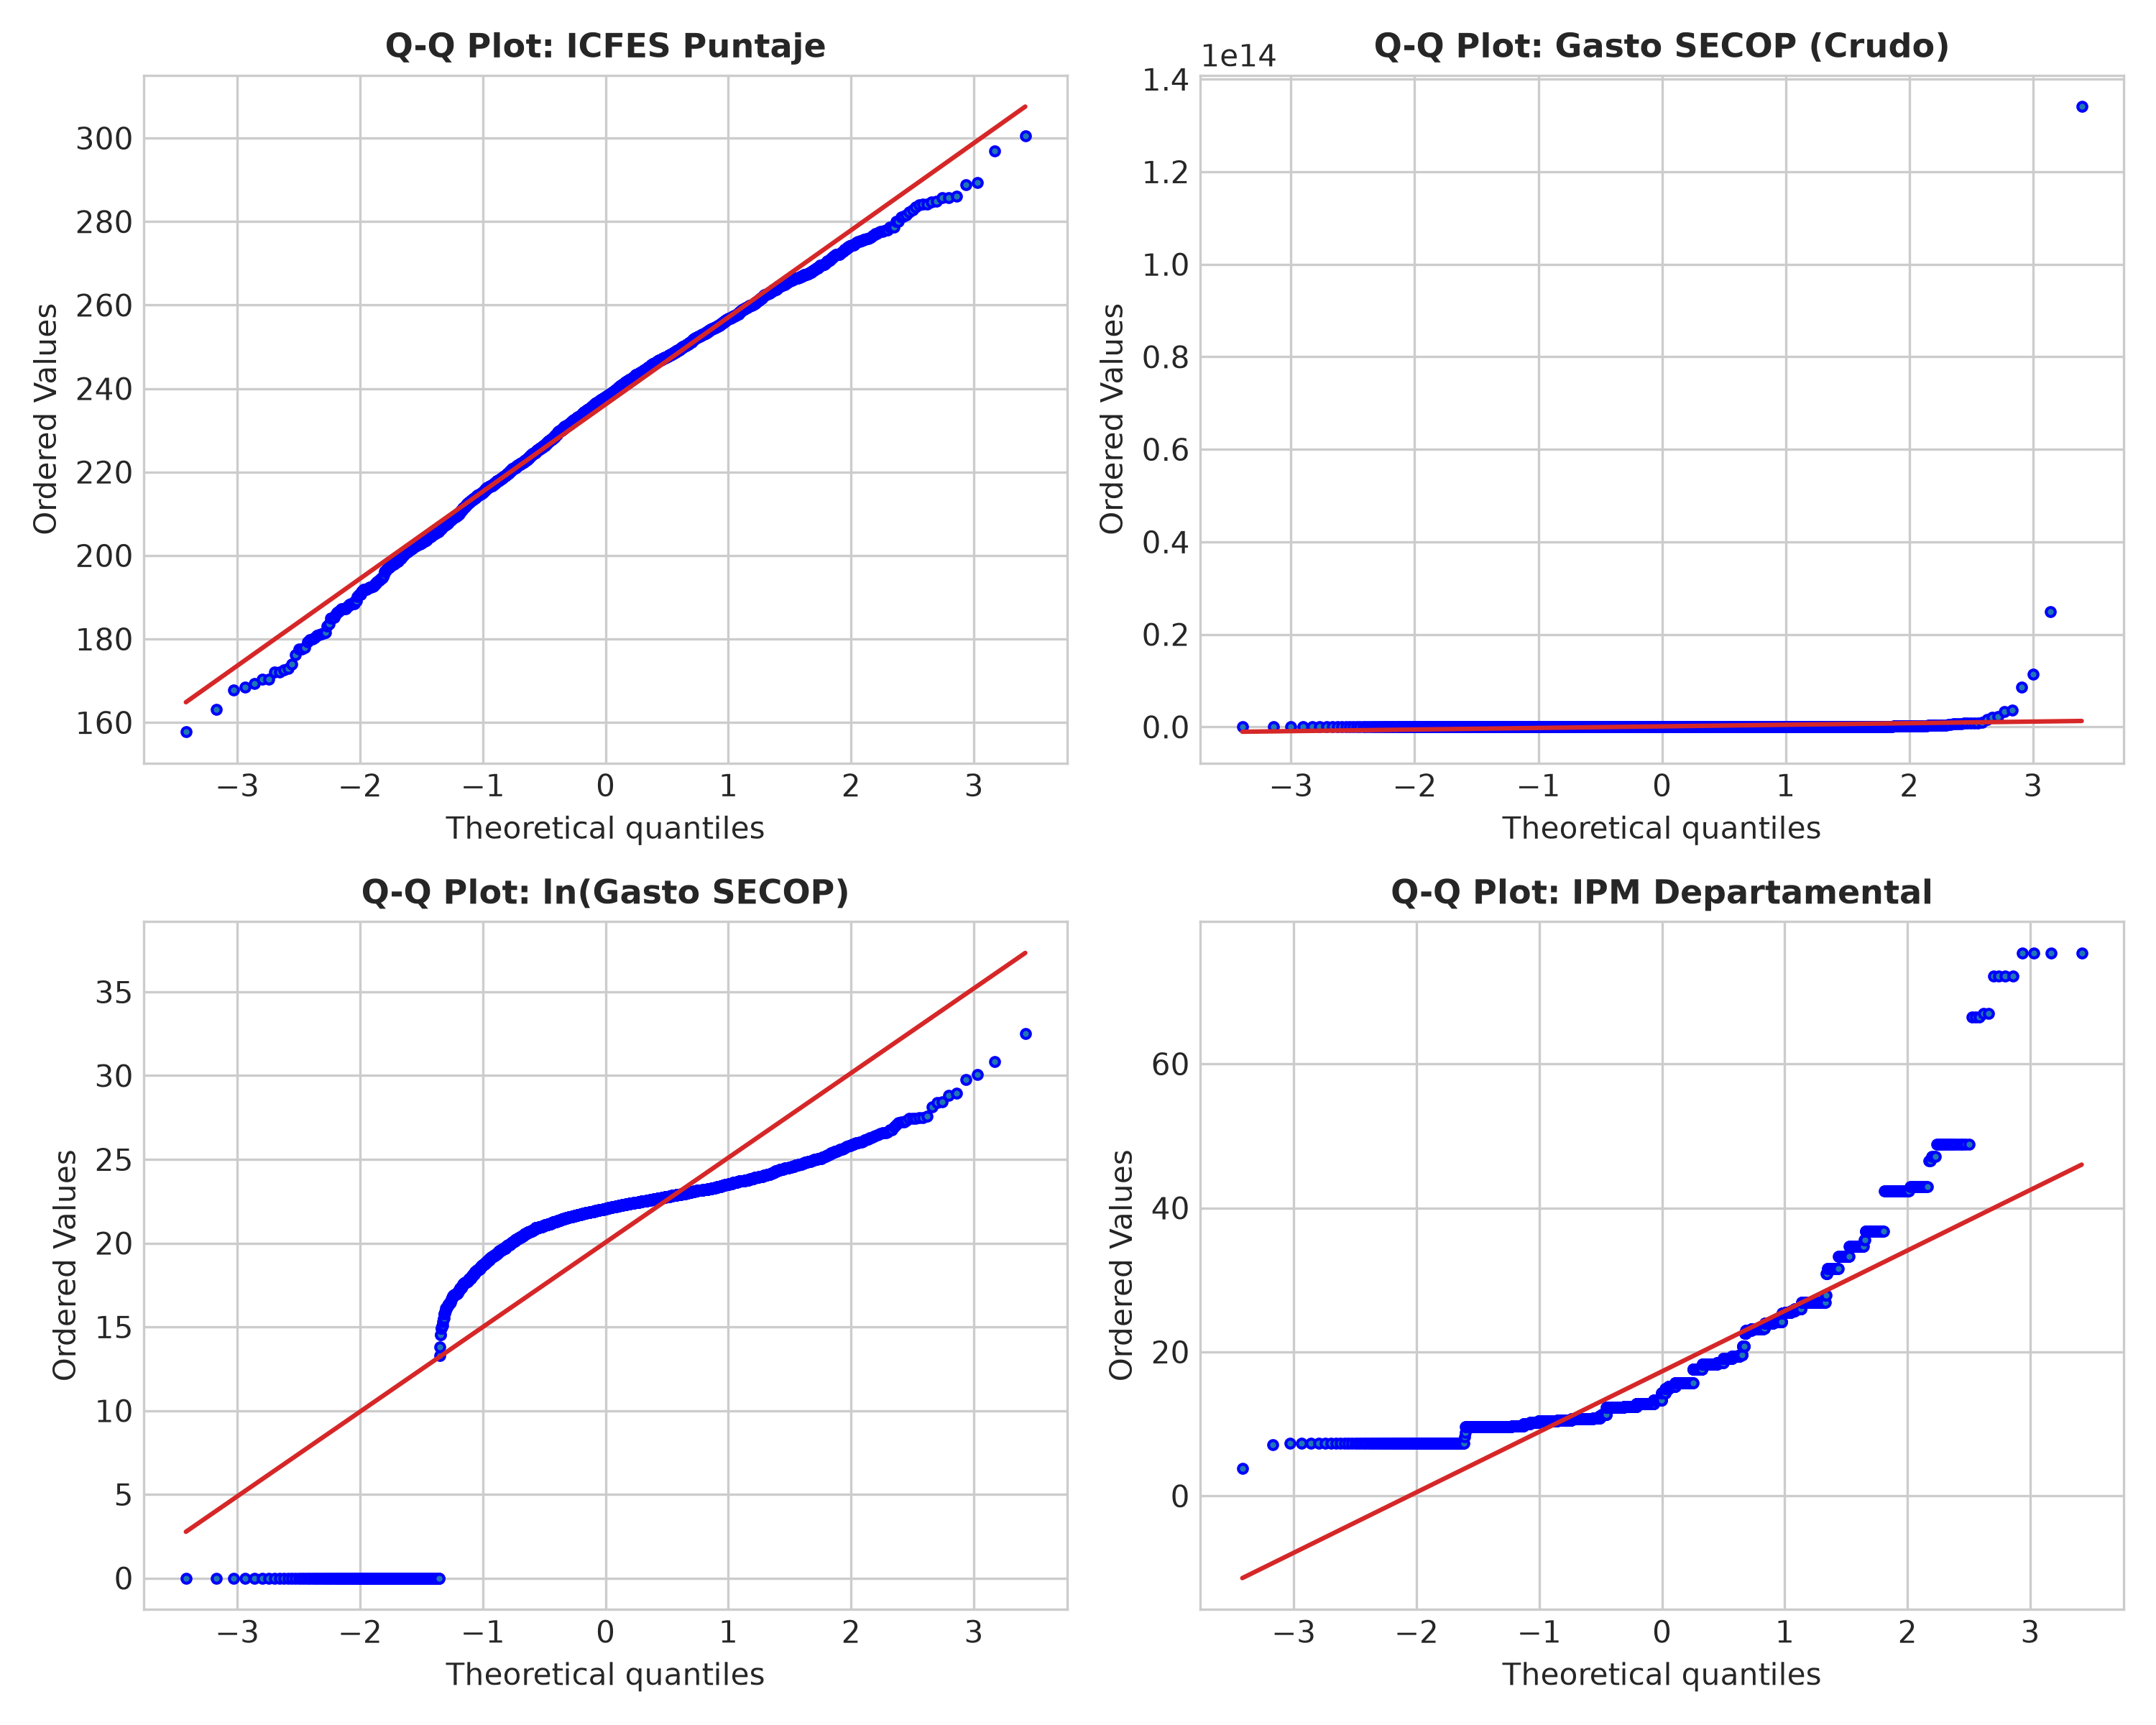 Q-Q Plot: ICFES Puntaje
Ordered Values
300
280
260
240
220
200
180
160
−3 −2 −1 0 1 2 3
Theoretical quantiles
Q-Q Plot: Gasto SECOP (Crudo)
1e14
Ordered Values
1.4
1.2
1.0
0.8
0.6
0.4
0.2
0.0
−3 −2 −1 0 1 2 3
Theoretical quantiles
Q-Q Plot: ln(Gasto SECOP)
Ordered Values
35
30
25
20
15
10
5
0
−3 −2 −1 0 1 2 3
Theoretical quantiles
Q-Q Plot: IPM Departamental
Ordered Values
60
40
20
0
−3 −2 −1 0 1 2 3
Theoretical quantiles